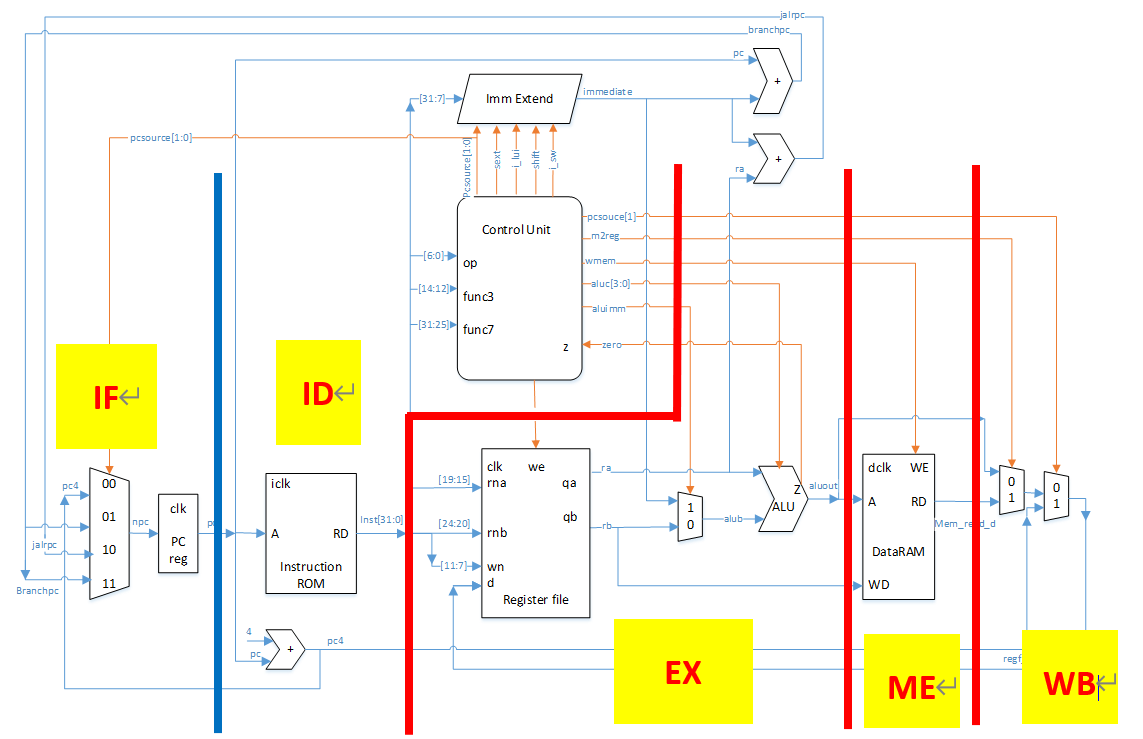 jalrpc
branchpc
pc
+
[31:7]
Imm Extend
immediate
pcsource[1:0]
Pcsource[1:0]
sext
i_lui
shift
i_sw
+
ra
Control Unit
pcsouce[1]
m2reg
wmem
aluc[3:0]
aluimm
zero
[6:0]
op
[14:12]
func3
[31:25]
func7
z
IF↵
ID↵
pc4
00
01
10
11
jalrpc
Branchpc
npc
clk
PC
reg
iclk
A
RD
Instruction
ROM
Inst[31:0]
4
pc
+
pc4
[19:15]
[24:20]
[11:7]
clk
we
rna
qa
qb
rnb
wn
d
Register file
ra
rb
1
0
alub
Z
ALU
aluout
dclk
WE
A
RD
DataRAM
WD
0
1
0
1
EX
ME↵
WB↵